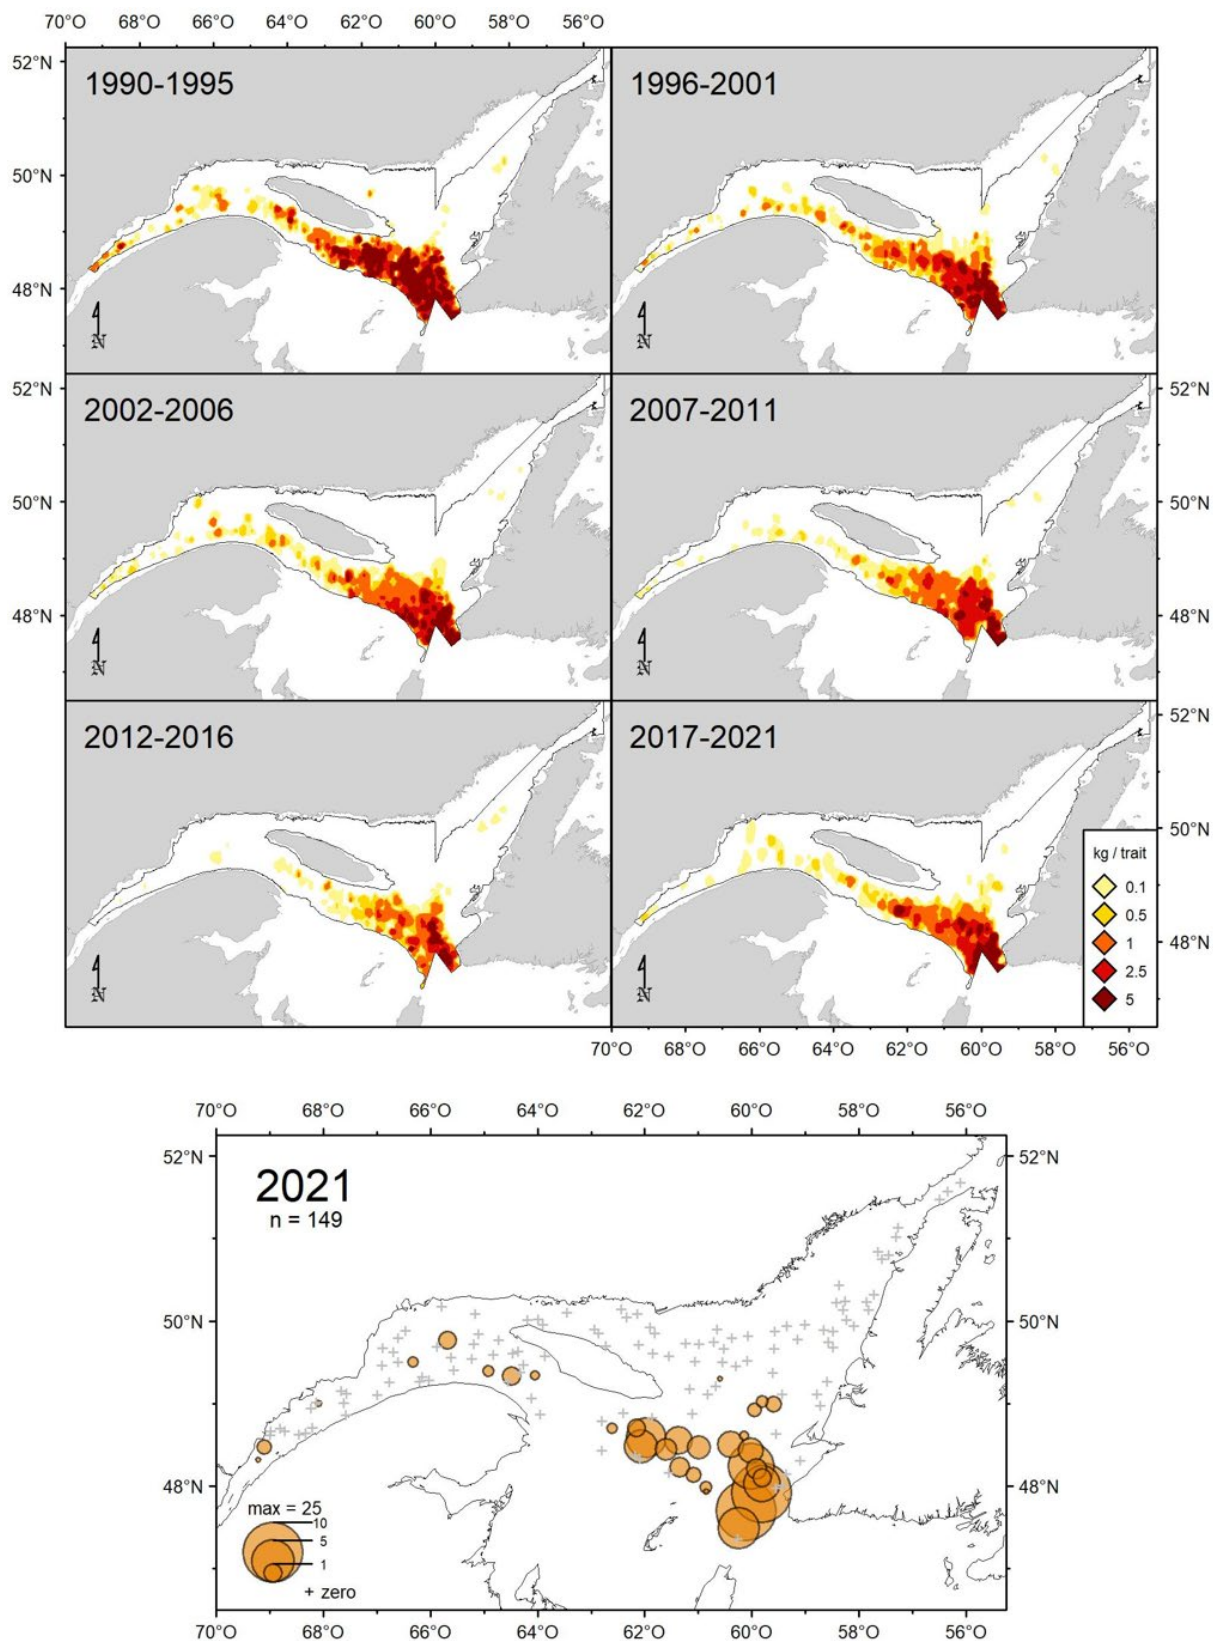 70°O 68°O 66°O 64°O 62°O 60°O 58°O 56°O
52°N
1990-1995
1996-2001
50°N
48°N
N
N
52°N
2002-2006
2007-2011
52°N
50°N
50°N
48°N
48°N
N
N
2012-2016
2017-2021
52°N
50°N
kg / trait
0.1
0.5
1
2.5
5
48°N
N
N
70°O 68°O 66°O 64°O 62°O 60°O 58°O 56°O
70°O 68°O 66°O 64°O 62°O 60°O 58°O 56°O
52°N
52°N
2021
n = 149
50°N
50°N
48°N
48°N
max = 25
10
5
1
+ zero
70°O 68°O 66°O 64°O 62°O 60°O 58°O 56°O